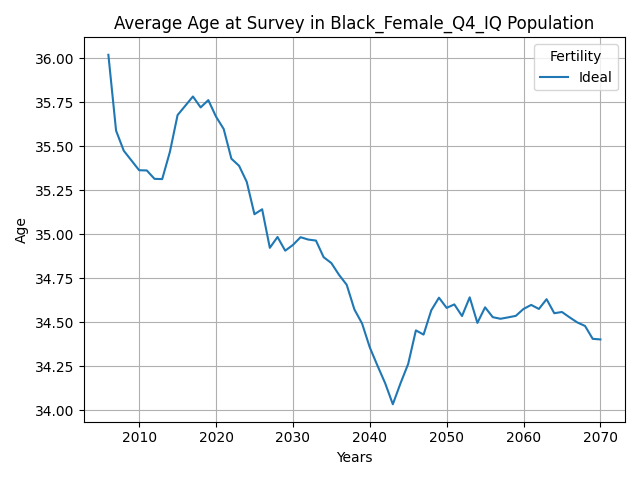 Average Age at Survey in Black_Female_Q4_IQ Population
Fertility
Ideal
36.00
35.75
35.50
35.25
35.00
34.75
34.50
34.25
34.00
Age
2010 2020 2030 2040 2050 2060 2070
Years